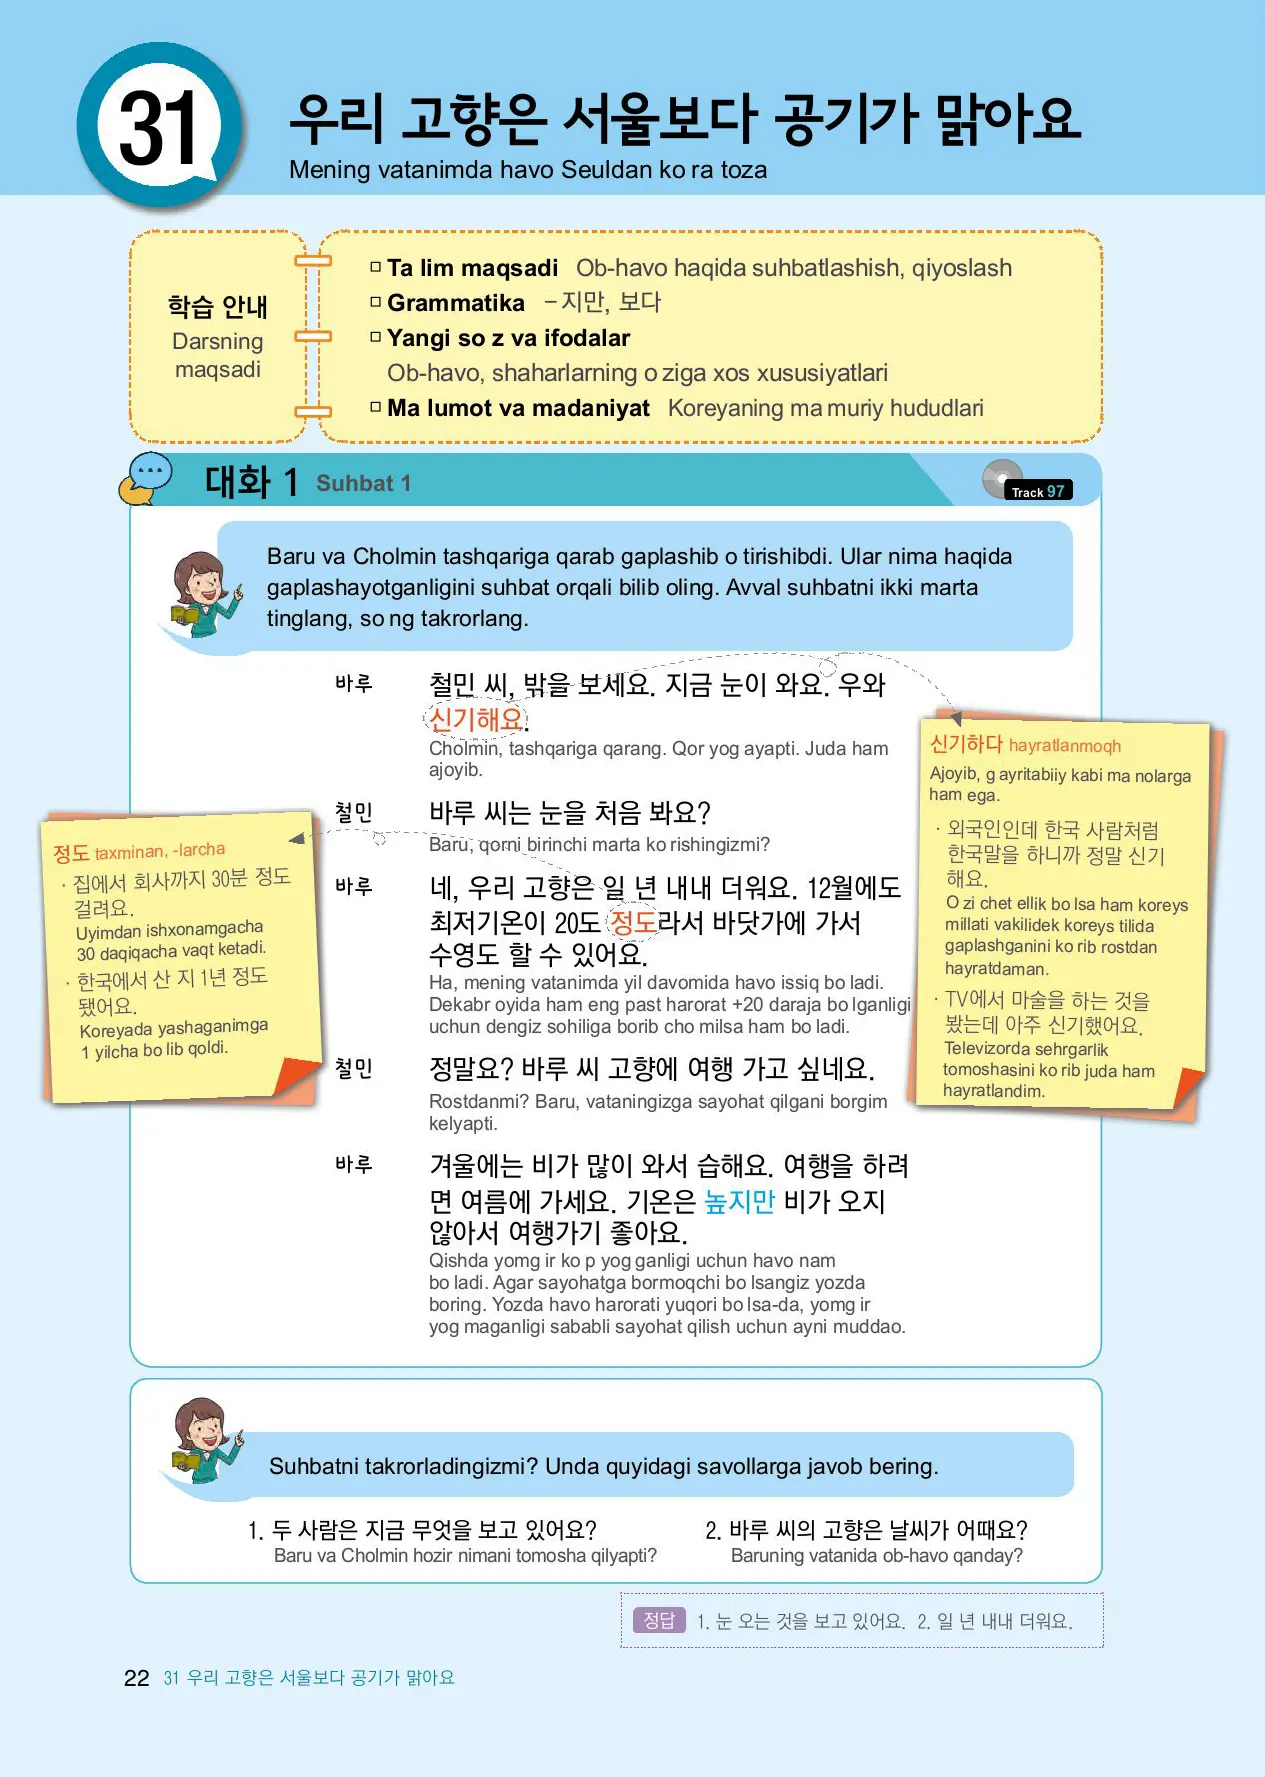 31
우리 고향은 서울보다 공기가 맑아요
Mening vatanimda havo Seuldan ko ra toza
학습 안내
Darsning
maqsadi
Ta lim maqsadi Ob-havo haqida suhbatlashish, qiyoslash
Grammatika –지만, 보다
Yangi so z va ifodalar
Ob-havo, shaharlarning o ziga xos xususiyatlari
Ma lumot va madaniyat Koreyaning ma muriy hududlari
대화 1 Suhbat 1
Track 97
Baru va Cholmin tashqariga qarab gaplashib o tirishibdi. Ular nima haqida
gaplashayotganligini suhbat orqali bilib oling. Avval suhbatni ikki marta
tinglang, so ng takrorlang.
바루 철민 씨, 밖을 보세요. 지금 눈이 와요. 우와
신기해요.
Cholmin, tashqariga qarang. Qor yog ayapti. Juda ham
ajoyib.
철민 바루 씨는 눈을 처음 봐요?
Baru, qorni birinchi marta ko rishingizmi?
바루 네, 우리 고향은 일 년 내내 더워요. 12월에도
최저기온이 20도 정도라서 바닷가에 가서
수영도 할 수 있어요.
Ha, mening vatanimda yil davomida havo issiq bo ladi.
Dekabr oyida ham eng past harorat +20 daraja bo lganligi
uchun dengiz sohiliga borib cho milsa ham bo ladi.
철민 정말요? 바루 씨 고향에 여행 가고 싶네요.
Rostdanmi? Baru, vataningizga sayohat qilgani borgim
kelyapti.
바루 겨울에는 비가 많이 와서 습해요. 여행을 하려
면 여름에 가세요. 기온은 높지만 비가 오지
않아서 여행가기 좋아요.
Qishda yomg ir ko p yog ganligi uchun havo nam
bo ladi. Agar sayohatga bormoqchi bo lsangiz yozda
boring. Yozda havo harorati yuqori bo lsa-da, yomg ir
yog maganligi sababli sayohat qilish uchun ayni muddao.
신기하다 hayratlanmoqh
Ajoyib, g ayritabiiy kabi ma nolarga
ham ega.
· 외국인인데 한국 사람처럼
한국말을 하니까 정말 신기
해요.
O zi chet ellik bo lsa ham koreys
millati vakilidek koreys tilida
gaplashganini ko rib rostdan
hayratdaman.
· TV에서 마술을 하는 것을
봤는데 아주 신기했어요.
Televizorda sehrgarlik
tomoshasini ko rib juda ham
hayratlandim.
정도 taxminan, -larcha
· 집에서 회사까지 30분 정도
걸려요.
Uyimdan ishxonamgacha
30 daqiqacha vaqt ketadi.
· 한국에서 산 지 1년 정도
됐어요.
Koreyada yashaganimga
1 yilcha bo lib qoldi.
Suhbatni takrorladingizmi? Unda quyidagi savollarga javob bering.
1. 두 사람은 지금 무엇을 보고 있어요?
Baru va Cholmin hozir nimani tomosha qilyapti?
2. 바루 씨의 고향은 날씨가 어때요?
Baruning vatanida ob-havo qanday?
정답 1. 눈 오는 것을 보고 있어요. 2. 일 년 내내 더워요.
22 31 우리 고향은 서울보다 공기가 맑아요